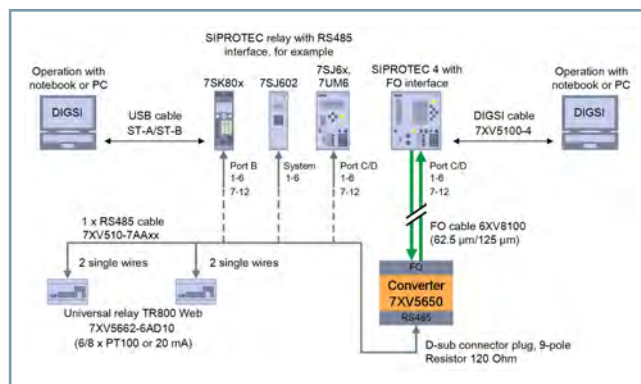 SIPROTEC relay with RS485
interface, for example
7SK80x
7SJ602
7SJ6x,
7UM6
SIPROTEC 4 with
FO interface
Operation with
notebook or PC
DIGSI
USB cable
ST-A/ST-B
DIGSI cable
7XV5100-4
Operation with
notebook or PC
DIGSI
Port B
1-6
7-12
System
1-6
Port C/D
1-6
7-12
Port C/D
1-6
7-12
1 x RS485 cable
7XV510-7AAxx
FO cable 6XV8100
(62.5 µm/125 µm)
2 single wires
2 single wires
FO
Converter
7XV5650
RS485
Universal relay TR800 Web
7XV5662-6AD10
(6/8 x PT100 or 20 mA)
D-sub connector plug, 9-pole
Resistor 120 Ohm